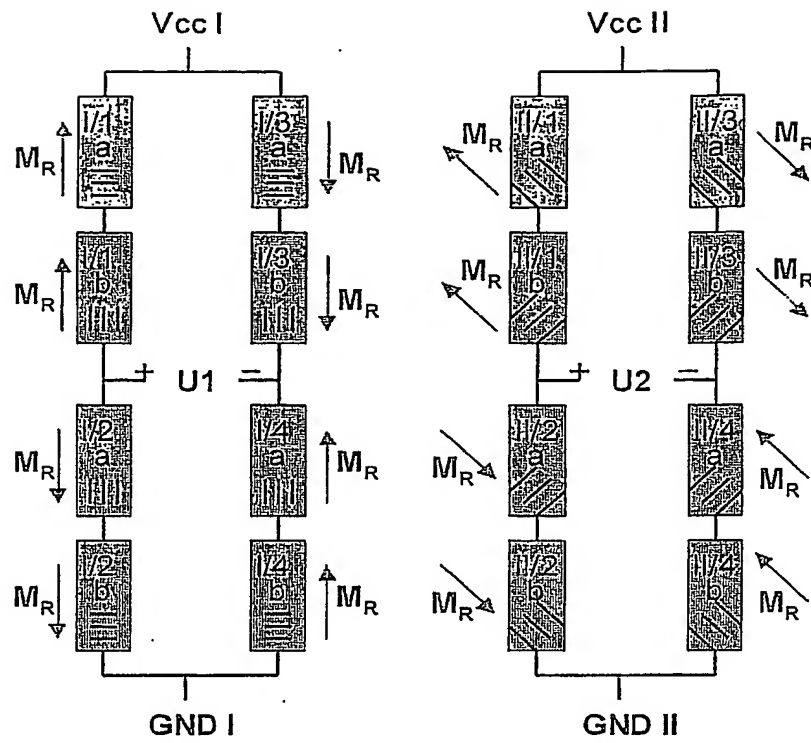 Vcc I
Vcc II
I/1 a
I/3 a
II/1 a
II/3 a
M_R
M_R
M_R
M_R
I/1 b
I/3 b
II/1 b
II/3 b
M_R
M_R
M_R
M_R
+ U1 −
+ U2 −
I/2 a
I/4 a
II/2 a
II/4 a
M_R
M_R
M_R
M_R
I/2 b
I/4 b
II/2 b
II/4 b
M_R
M_R
M_R
M_R
GND I
GND II